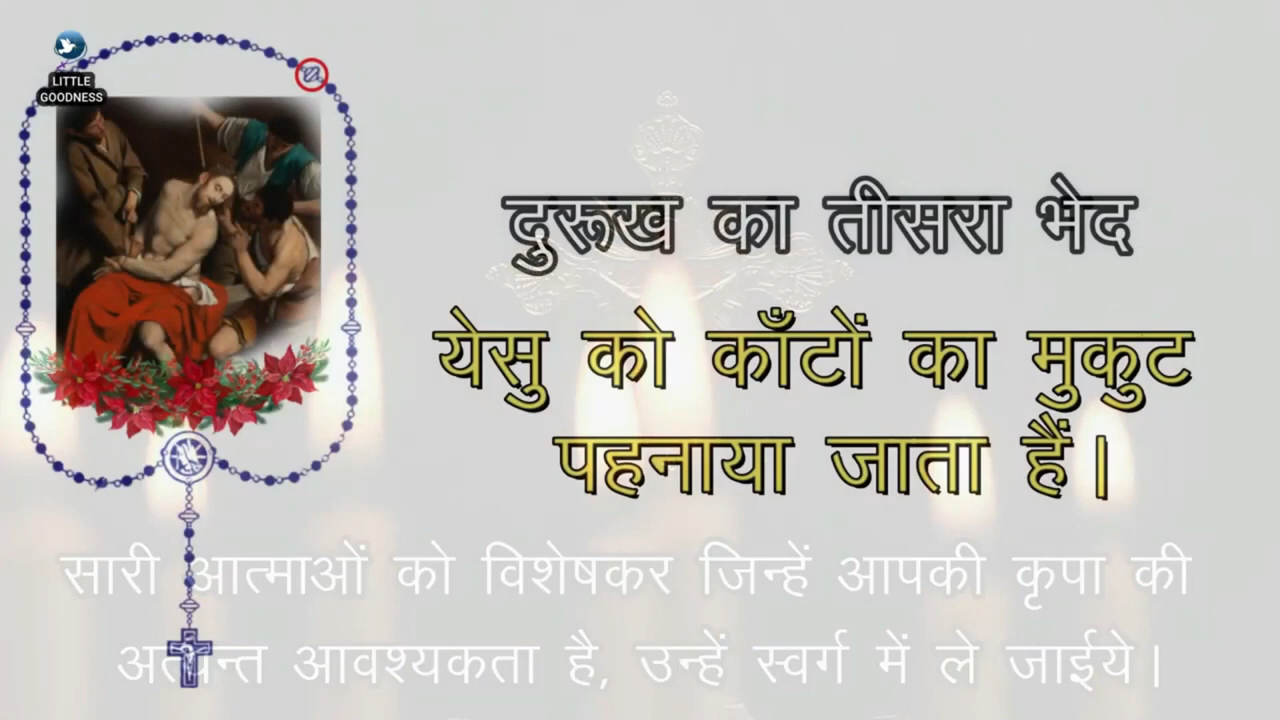 LITTLE
GOODNESS
दुरूख का तीसरा भेद
येसु को काँटों का मुकुट
पहनाया जाता हैं।
सारी आत्माओं को विशेषकर जिन्हें आपकी कृपा की
अत्यन्त आवश्यकता है, उन्हें स्वर्ग में ले जाईये।